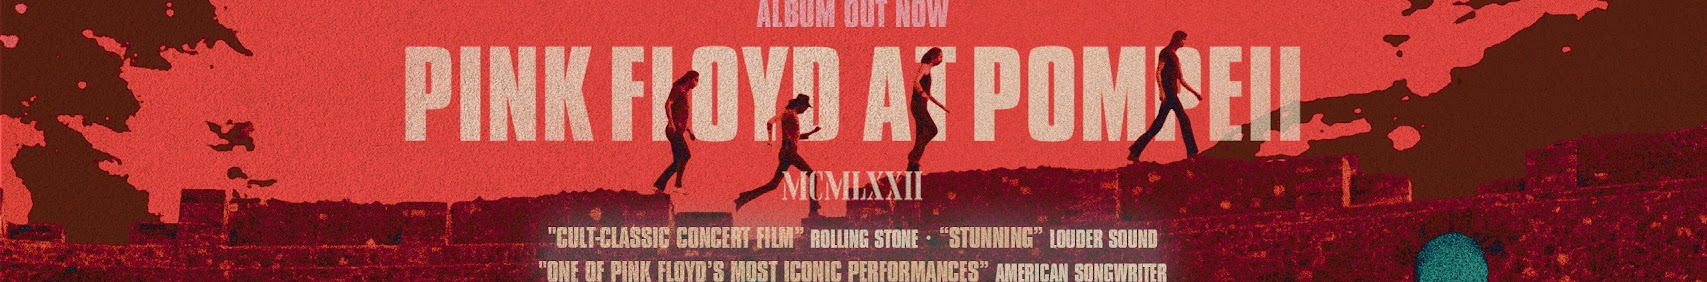 ALBUM OUT NOW
PINK FLOYD AT POMPEII
MCMLXXII
"CULT-CLASSIC CONCERT FILM" ROLLING STONE · "STUNNING" LOUDER SOUND
"ONE OF PINK FLOYD'S MOST ICONIC PERFORMANCES" AMERICAN SONGWRITER